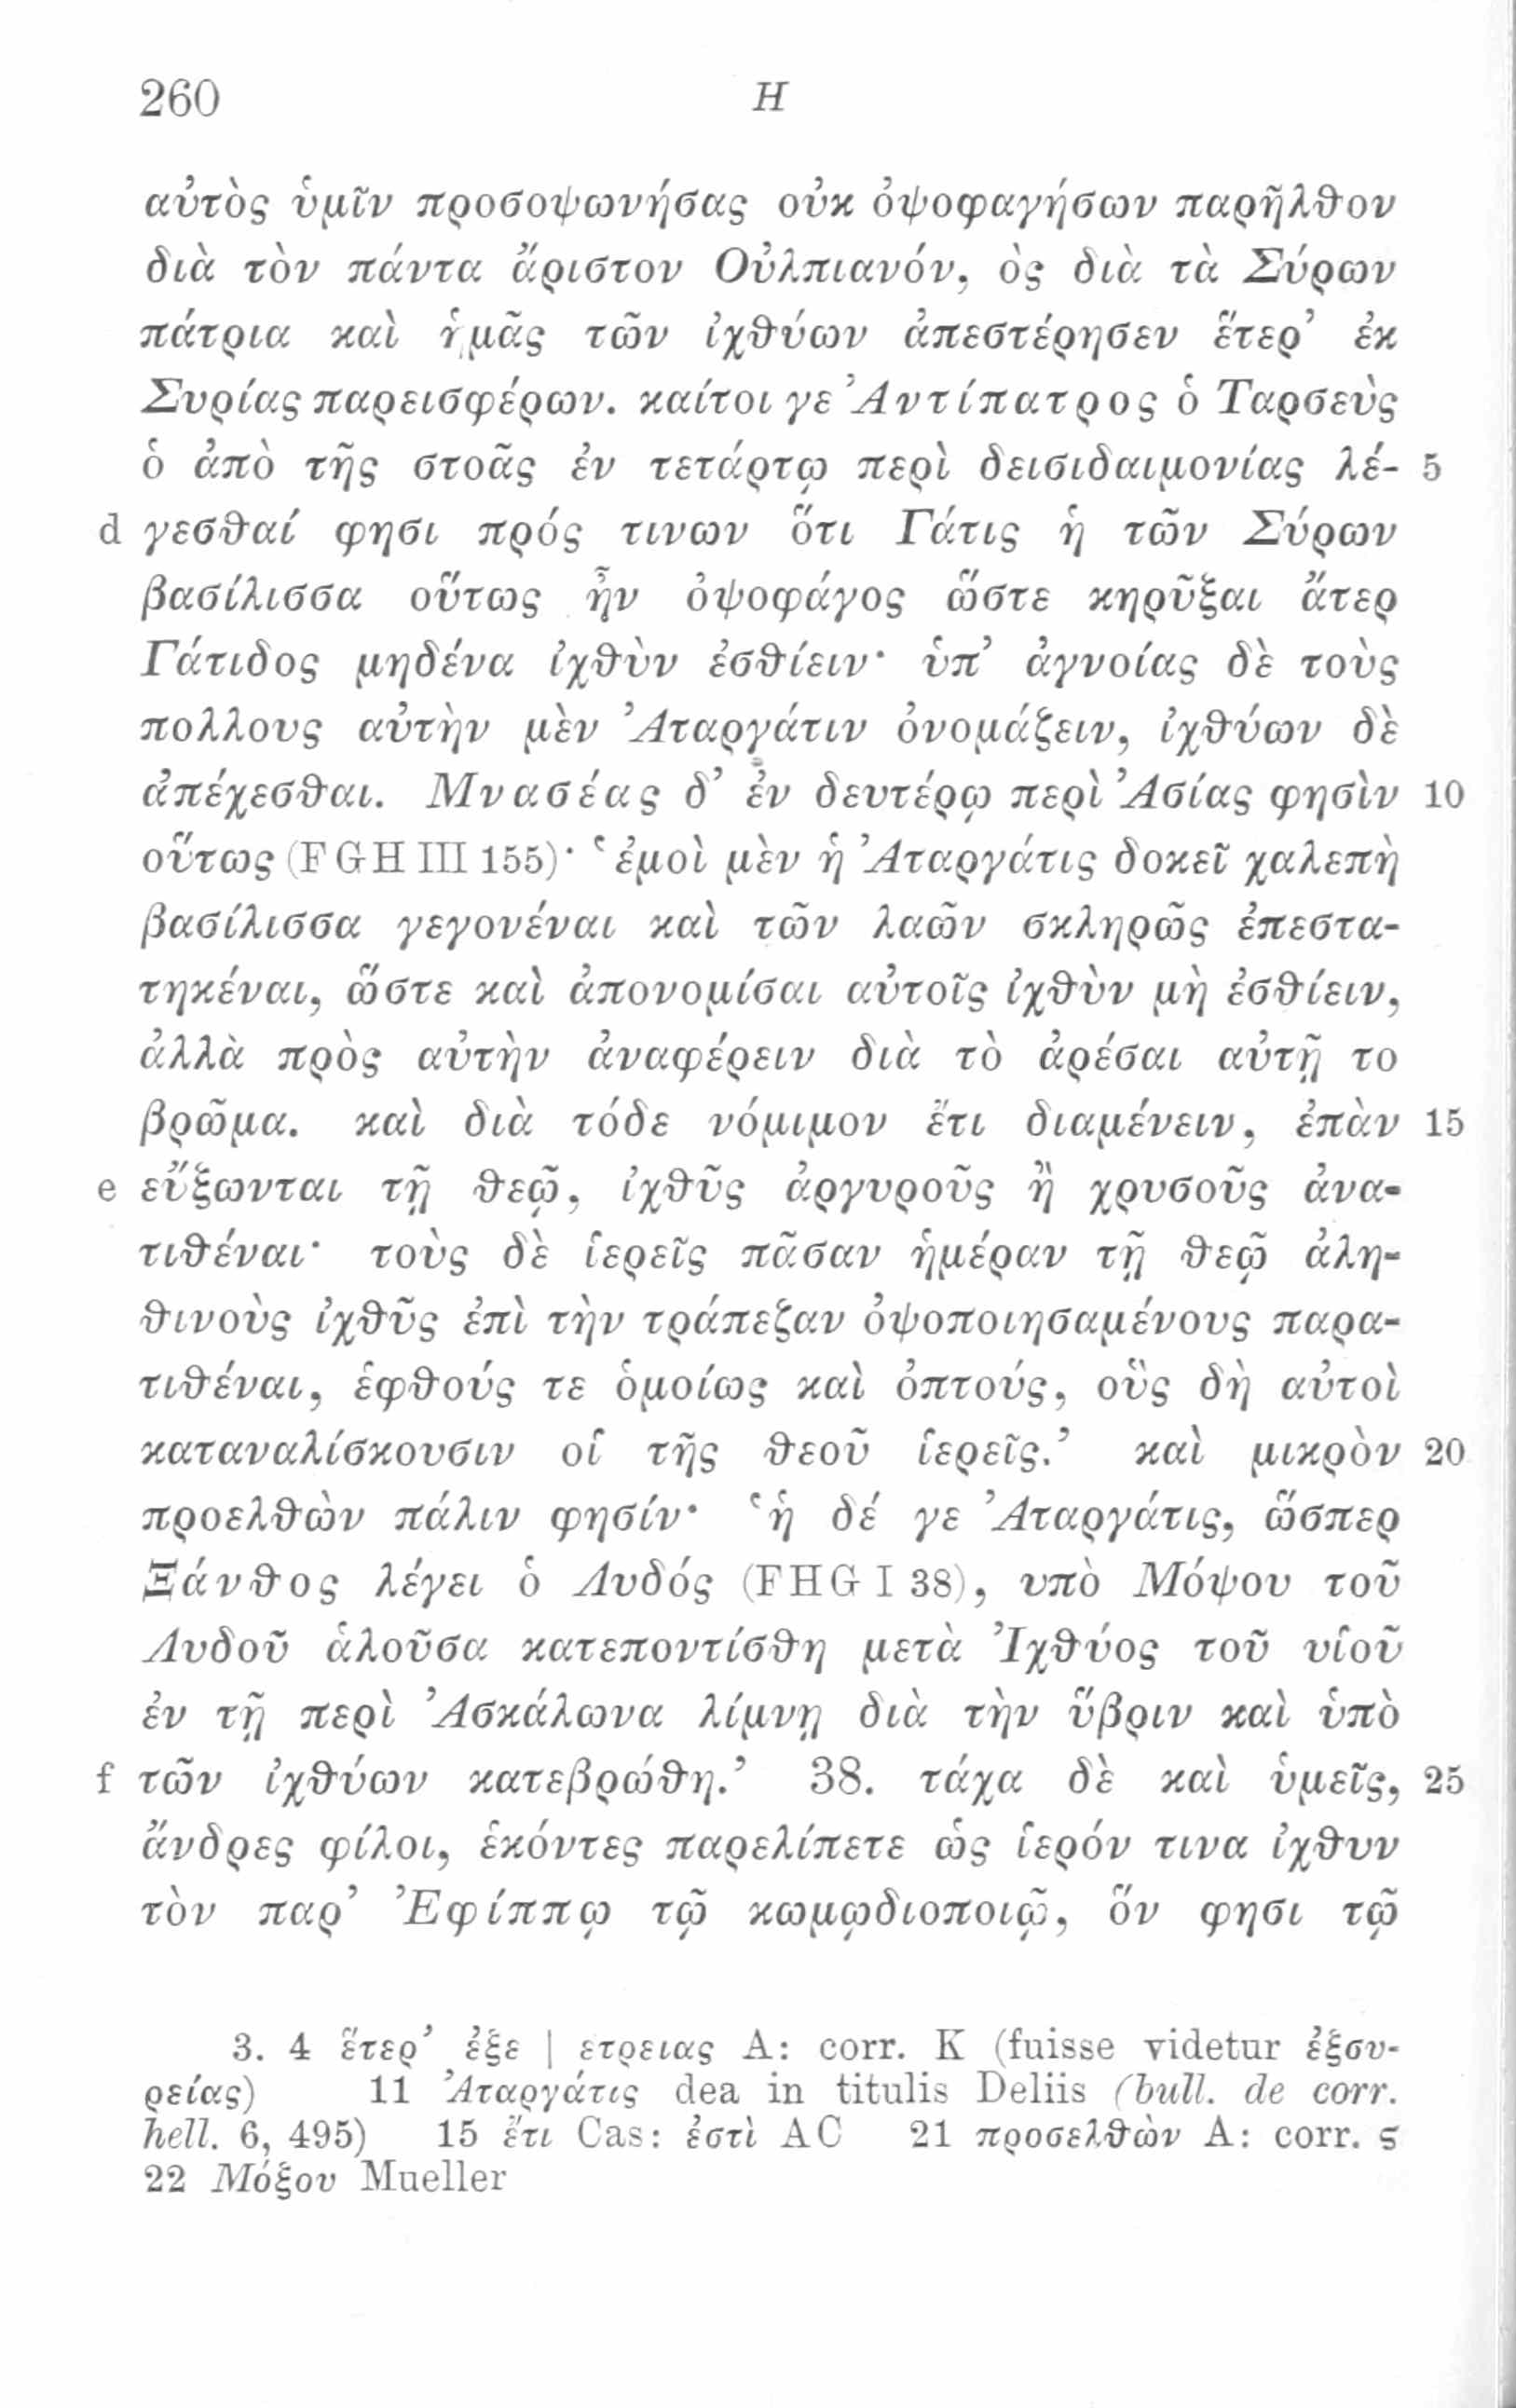 260 H
αὐτὸς ὑμῖν προσοψωνήσας οὐκ ὀψοφαγήσων παρῆλθον
διὰ τὸν πάντα ἄριστον Οὐλπιανόν, ὃς διὰ τὰ Σύρων
πάτρια καὶ ἡμᾶς τῶν ἰχθύων ἀπεστέρησεν ἕτερ’ ἐκ
Συρίας παρεισφέρων. καίτοι γε Ἀντίπατρος ὁ Ταρσεὺς
ὁ ἀπὸ τῆς στοᾶς ἐν τετάρτῳ περὶ δεισιδαιμονίας λέ- 5
d γεσθαί φησι πρός τινων ὅτι Γάτις ἡ τῶν Σύρων
βασίλισσα οὕτως ἦν ὀψοφάγος ὥστε κηρῦξαι ἄτερ
Γάτιδος μηδένα ἰχθὺν ἐσθίειν· ὑπ’ ἀγνοίας δὲ τοὺς
πολλους αὐτὴν μὲν Ἀταργάτιν ὀνομάζειν, ἰχθύων δὲ
ἀπέχεσθαι. Μνασέας δ’ ἐν δευτέρῳ περὶ Ἀσίας φησὶν 10
οὕτως (FGH III 155)· ‘ἐμοὶ μὲν ἡ Ἀταργάτις δοκεῖ χαλεπὴ
βασίλισσα γεγονέναι καὶ τῶν λαῶν σκληρῶς ἐπεστα-
τηκέναι, ὥστε καὶ ἀπονομίσαι αὐτοῖς ἰχθὺν μὴ ἐσθίειν,
ἀλλὰ πρὸς αὐτὴν ἀναφέρειν διὰ τὸ ἀρέσαι αὐτῇ το
βρῶμα. καὶ διὰ τόδε νόμιμον ἔτι διαμένειν, ἐπὰν 15
e εὔξωνται τῇ θεῷ, ἰχθῦς ἀργυροῦς ἢ χρυσοῦς ἀνα-
τιθέναι· τοὺς δὲ ἱερεῖς πᾶσαν ἡμέραν τῇ θεῷ ἀλη-
θινοὺς ἰχθῦς ἐπὶ τὴν τράπεζαν ὀψοποιησαμένους παρα-
τιθέναι, ἑφθούς τε ὁμοίως καὶ ὀπτούς, οὓς δὴ αὐτοὶ
καταναλίσκουσιν οἱ τῆς θεοῦ ἱερεῖς.’ καὶ μικρὸν 20
προελθὼν πάλιν φησίν· ‘ἡ δέ γε Ἀταργάτις, ὥσπερ
Ξάνθος λέγει ὁ Λυδός (FHG I 38), υπὸ Μόψου τοῦ
Λυδοῦ ἁλοῦσα κατεποντίσθη μετὰ Ἰχθύος τοῦ υἱοῦ
ἐν τῇ περὶ Ἀσκάλωνα λίμνῃ διὰ τὴν ὕβριν καὶ ὑπὸ
f τῶν ἰχθύων κατεβρώθη.’ 38. τάχα δὲ καὶ ὑμεῖς, 25
ἄνδρες φίλοι, ἑκόντες παρελίπετε ὡς ἱερόν τινα ἰχθυν
τὸν παρ’ Ἐφίππῳ τῷ κωμῳδιοποιῷ, ὅν φησι τῷ
3. 4 ἕτερ’ ἐξε | ετρειας A: corr. K (fuisse videtur ἐξσυ-
ρείας) 11 Ἀταργάτις dea in titulis Deliis (bull. de corr.
hell. 6, 495) 15 ἔτι Cas: ἐστὶ AC 21 προσελθὼν A: corr. ς
22 Μόξου Mueller